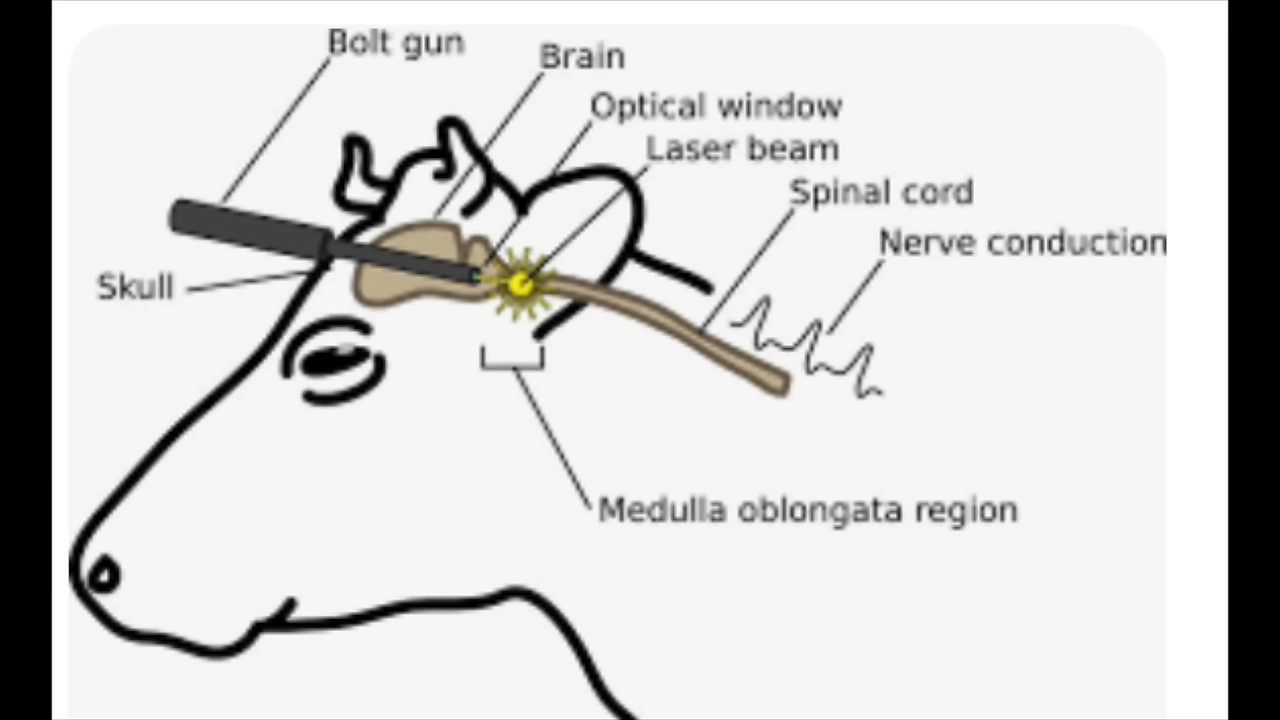 Bolt gun
Brain
Optical window
Laser beam
Spinal cord
Nerve conduction
Skull
Medulla oblongata region